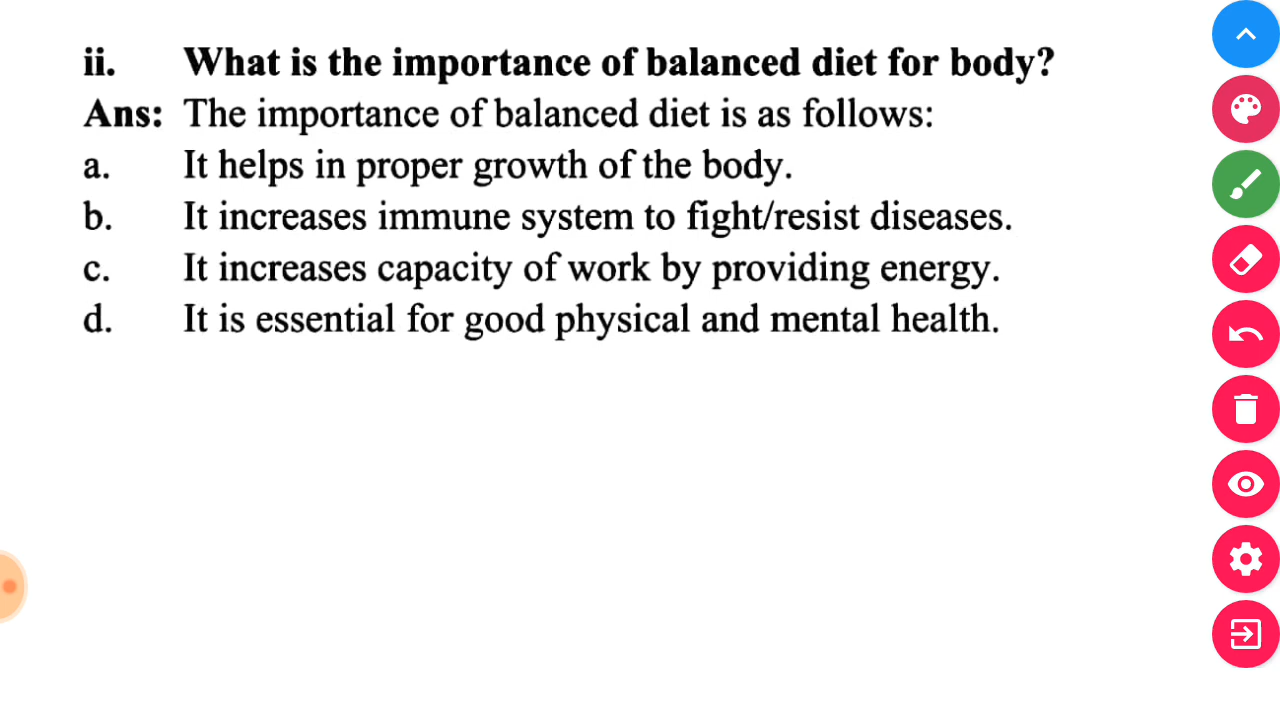 ii. What is the importance of balanced diet for body?
Ans: The importance of balanced diet is as follows:
a. It helps in proper growth of the body.
b. It increases immune system to fight/resist diseases.
c. It increases capacity of work by providing energy.
d. It is essential for good physical and mental health.